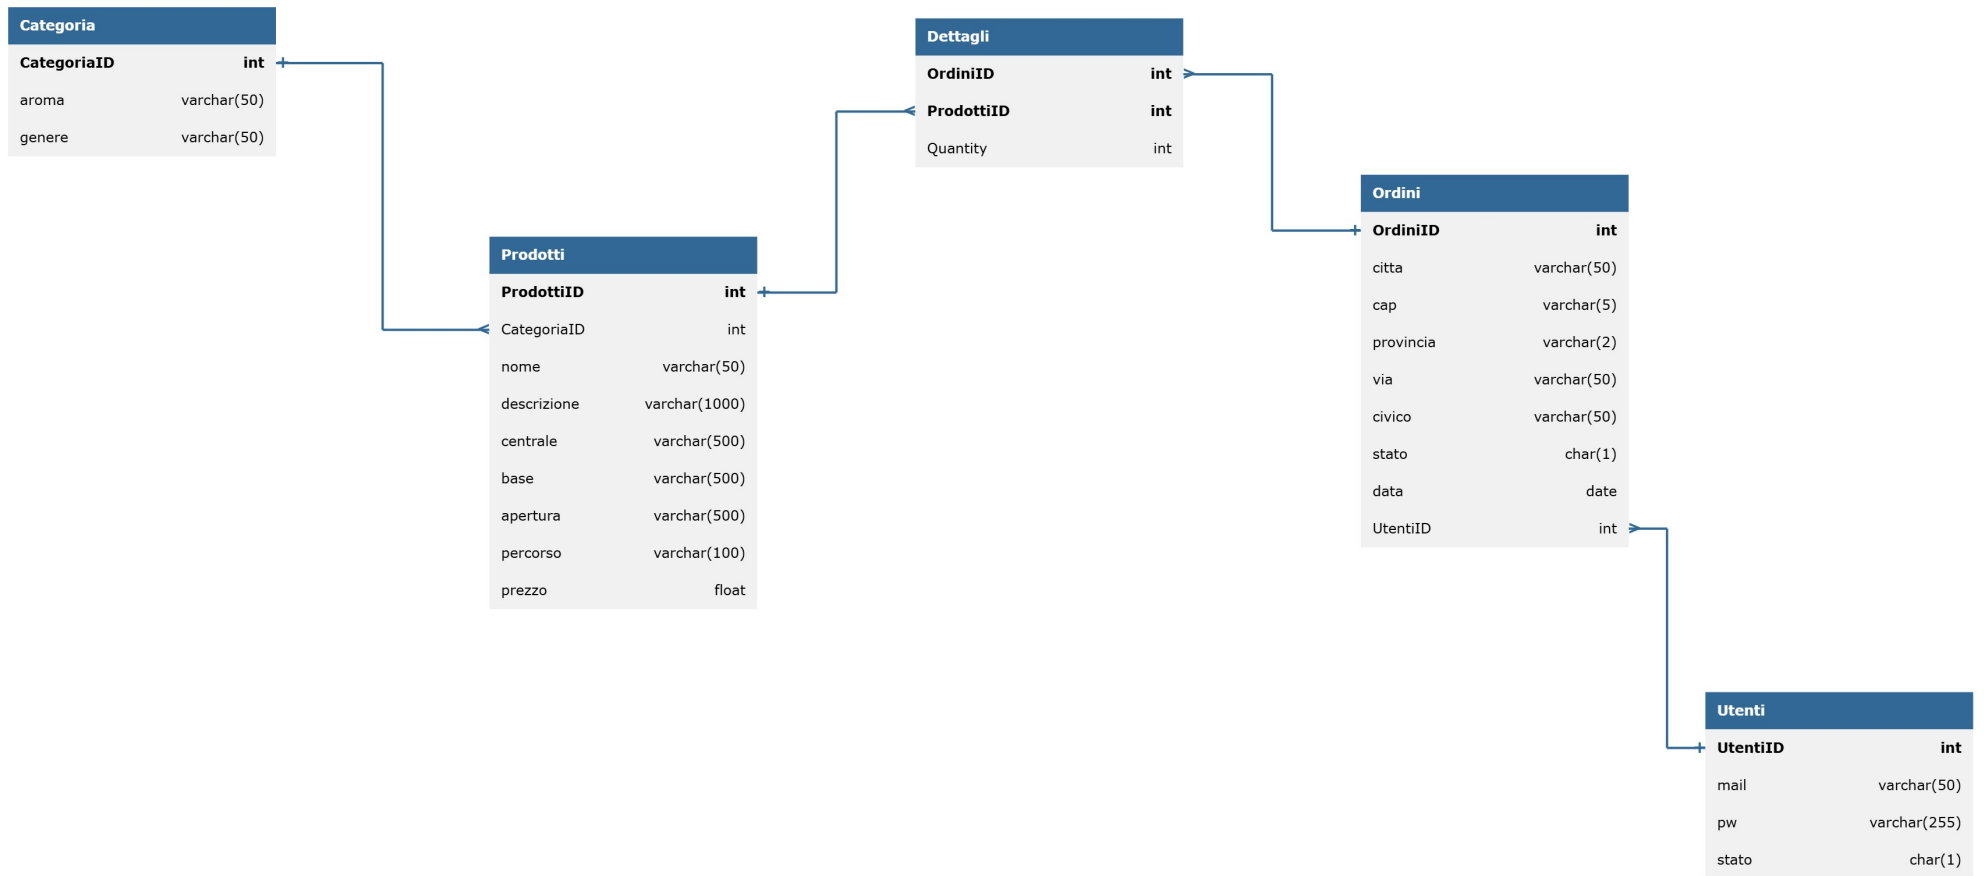 Categoria
CategoriaID int
aroma varchar(50)
genere varchar(50)
Dettagli
OrdiniID int
ProdottiID int
Quantity int
Ordini
OrdiniID int
citta varchar(50)
cap varchar(5)
provincia varchar(2)
via varchar(50)
civico varchar(50)
stato char(1)
data date
UtentiID int
Prodotti
ProdottiID int
CategoriaID int
nome varchar(50)
descrizione varchar(1000)
centrale varchar(500)
base varchar(500)
apertura varchar(500)
percorso varchar(100)
prezzo float
Utenti
UtentiID int
mail varchar(50)
pw varchar(255)
stato char(1)